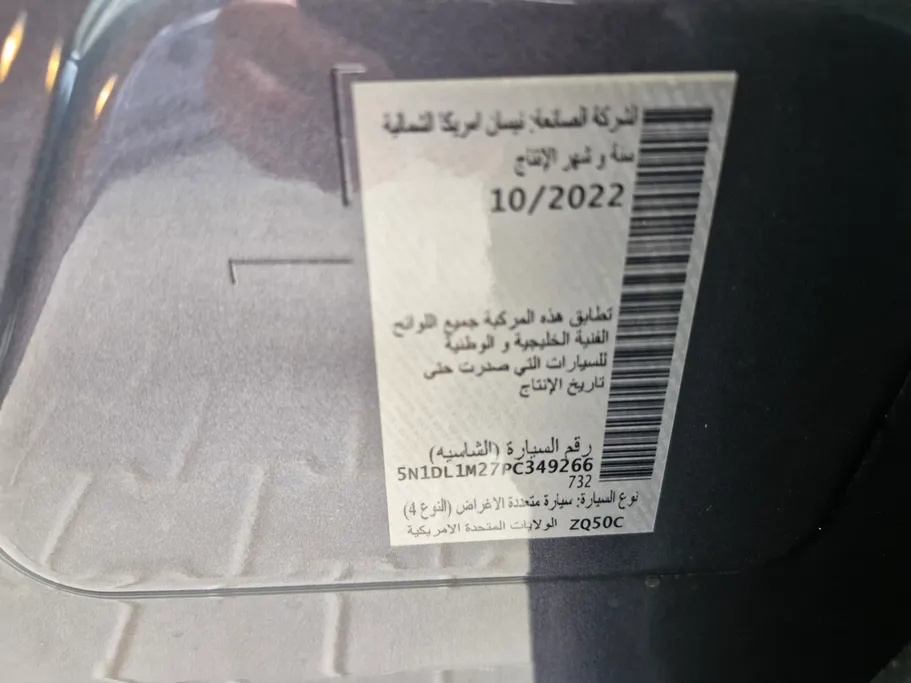 الشركة الصانعة: نيسان امريكا الشمالية
سنة و شهر الإنتاج
10/2022
تطابق هذه المركبة جميع اللوائح
الفنية الخليجية و الوطنية
للسيارات التي صدرت حتى
تاريخ الإنتاج
رقم السيارة (الشاسيه)
5N1DL1M27PC349266
732
نوع السيارة: سيارة متعددة الاغراض (النوع 4)
ZQ50C الولايات المتحدة الامريكية